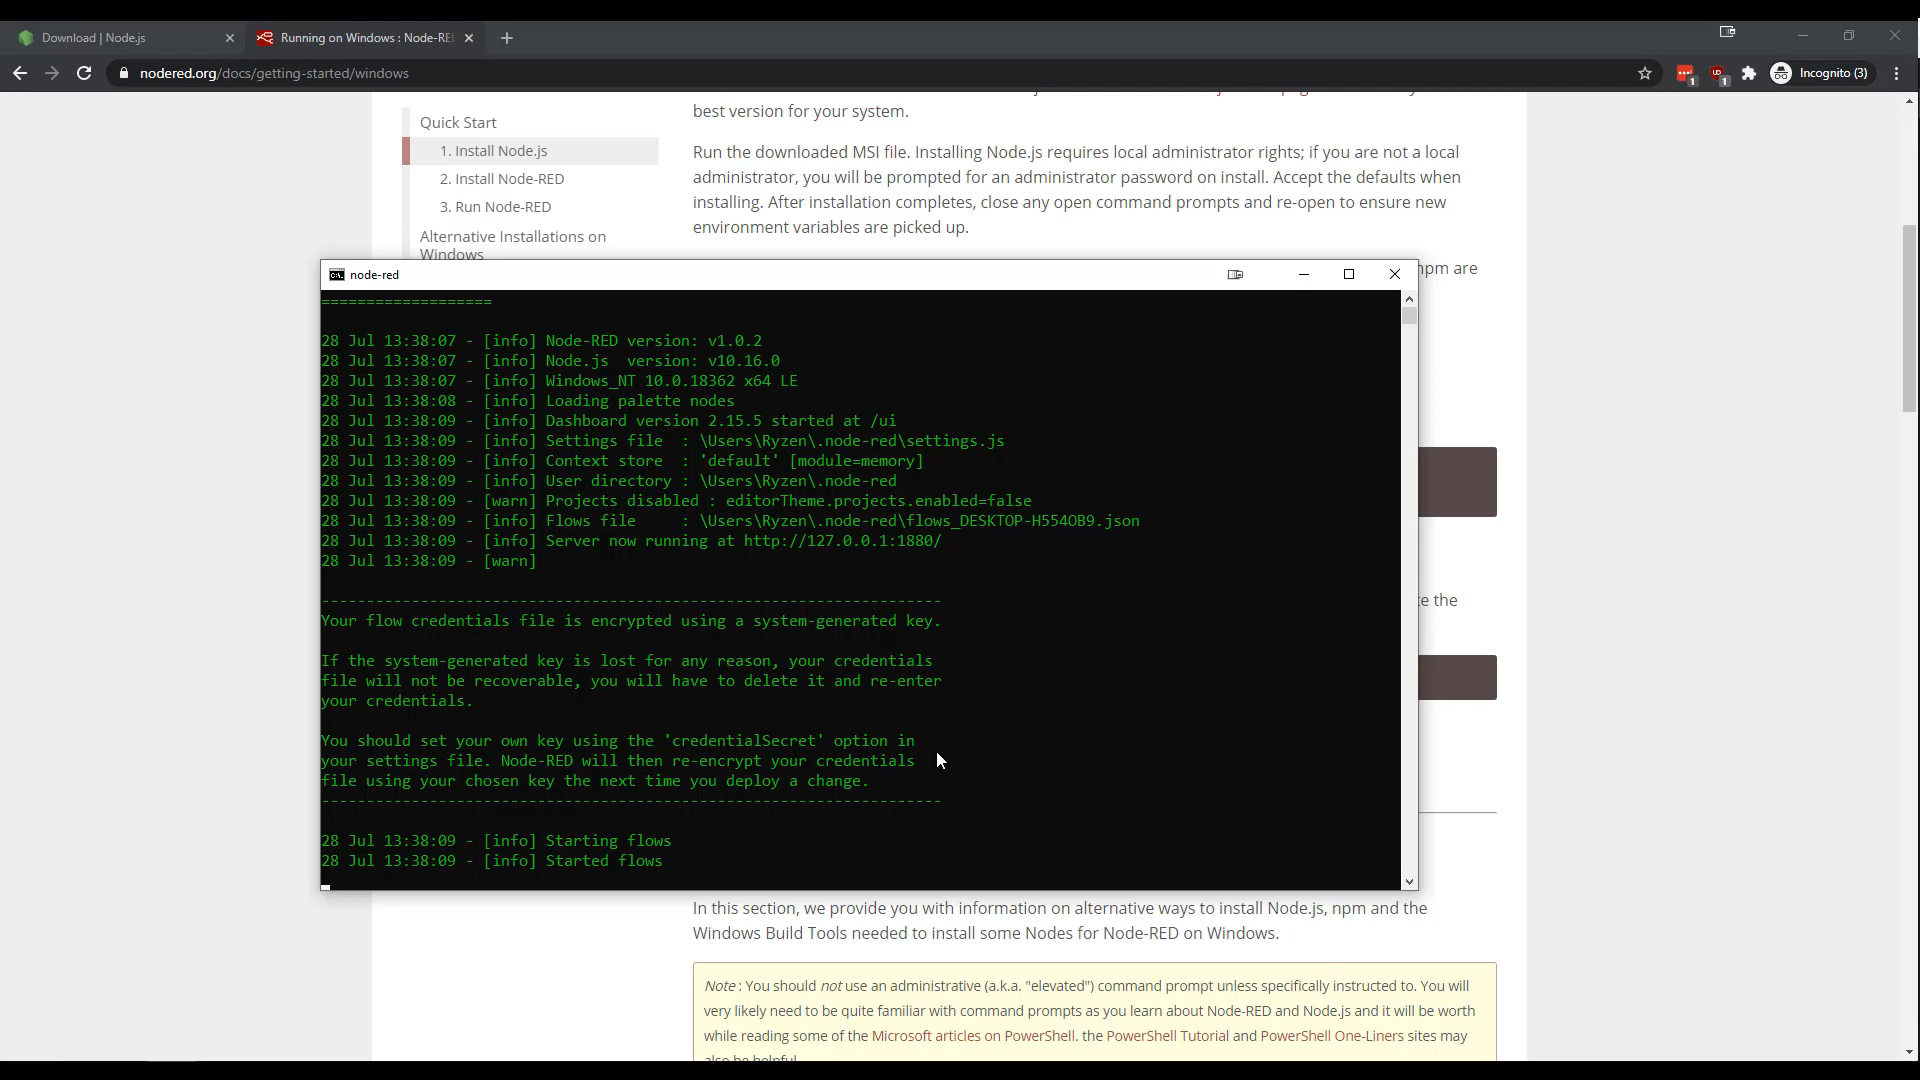 Download | Node.js
Running on Windows : Node-RE
nodered.org/docs/getting-started/windows
1
1
Incognito (3)
Quick Start
1. Install Node.js
2. Install Node-RED
3. Run Node-RED
Alternative Installations on
Windows
best version for your system.
Run the downloaded MSI file. Installing Node.js requires local administrator rights; if you are not a local
administrator, you will be prompted for an administrator password on install. Accept the defaults when
installing. After installation completes, close any open command prompts and re-open to ensure new
environment variables are picked up.
npm are
node-red
===================
28 Jul 13:38:07 - [info] Node-RED version: v1.0.2
28 Jul 13:38:07 - [info] Node.js  version: v10.16.0
28 Jul 13:38:07 - [info] Windows_NT 10.0.18362 x64 LE
28 Jul 13:38:08 - [info] Loading palette nodes
28 Jul 13:38:09 - [info] Dashboard version 2.15.5 started at /ui
28 Jul 13:38:09 - [info] Settings file  : \Users\Ryzen\.node-red\settings.js
28 Jul 13:38:09 - [info] Context store  : 'default' [module=memory]
28 Jul 13:38:09 - [info] User directory : \Users\Ryzen\.node-red
28 Jul 13:38:09 - [warn] Projects disabled : editorTheme.projects.enabled=false
28 Jul 13:38:09 - [info] Flows file     : \Users\Ryzen\.node-red\flows_DESKTOP-H554OB9.json
28 Jul 13:38:09 - [info] Server now running at http://127.0.0.1:1880/
28 Jul 13:38:09 - [warn]
---------------------------------------------------------------------
Your flow credentials file is encrypted using a system-generated key.
If the system-generated key is lost for any reason, your credentials
file will not be recoverable, you will have to delete it and re-enter
your credentials.
You should set your own key using the 'credentialSecret' option in
your settings file. Node-RED will then re-encrypt your credentials
file using your chosen key the next time you deploy a change.
---------------------------------------------------------------------
28 Jul 13:38:09 - [info] Starting flows
28 Jul 13:38:09 - [info] Started flows
the
In this section, we provide you with information on alternative ways to install Node.js, npm and the
Windows Build Tools needed to install some Nodes for Node-RED on Windows.
Note : You should not use an administrative (a.k.a. "elevated") command prompt unless specifically instructed to. You will
very likely need to be quite familiar with command prompts as you learn about Node-RED and Node.js and it will be worth
while reading some of the Microsoft articles on PowerShell. the PowerShell Tutorial and PowerShell One-Liners sites may
also be helpful